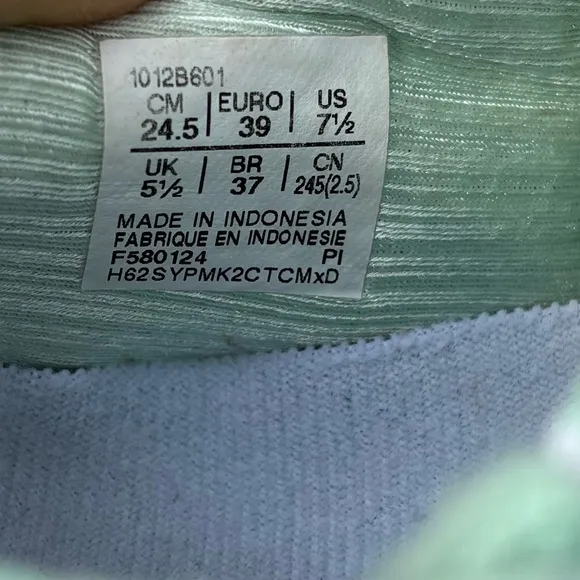 1012B601
CM | EURO | US
24.5 | 39 | 7½
UK | BR | CN
5½ | 37 | 245(2.5)
MADE IN INDONESIA
FABRIQUE EN INDONESIE
F580124 PI
H62SYPMK2CTCMxD